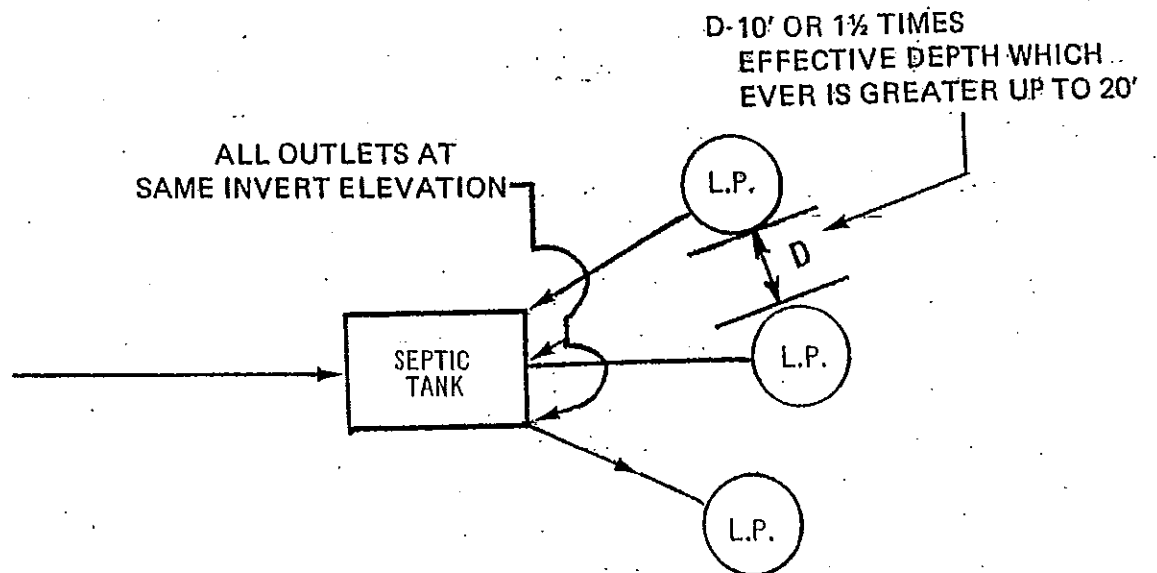 D-10' OR 1½ TIMES
EFFECTIVE DEPTH WHICH
EVER IS GREATER UP TO 20'
ALL OUTLETS AT
SAME INVERT ELEVATION
L.P.
D
L.P.
SEPTIC
TANK
L.P.